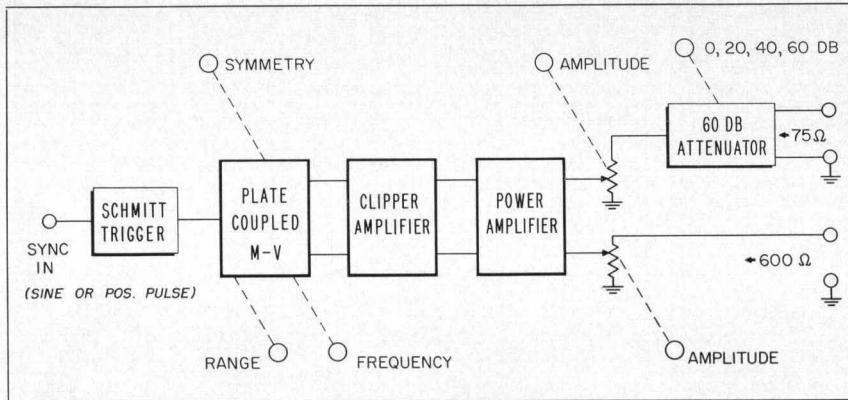 SYMMETRY
AMPLITUDE
0, 20, 40, 60 DB
60 DB
ATTENUATOR
75Ω
SCHMITT
TRIGGER
PLATE
COUPLED
M-V
CLIPPER
AMPLIFIER
POWER
AMPLIFIER
SYNC
IN
(SINE OR POS. PULSE)
600 Ω
RANGE
FREQUENCY
AMPLITUDE